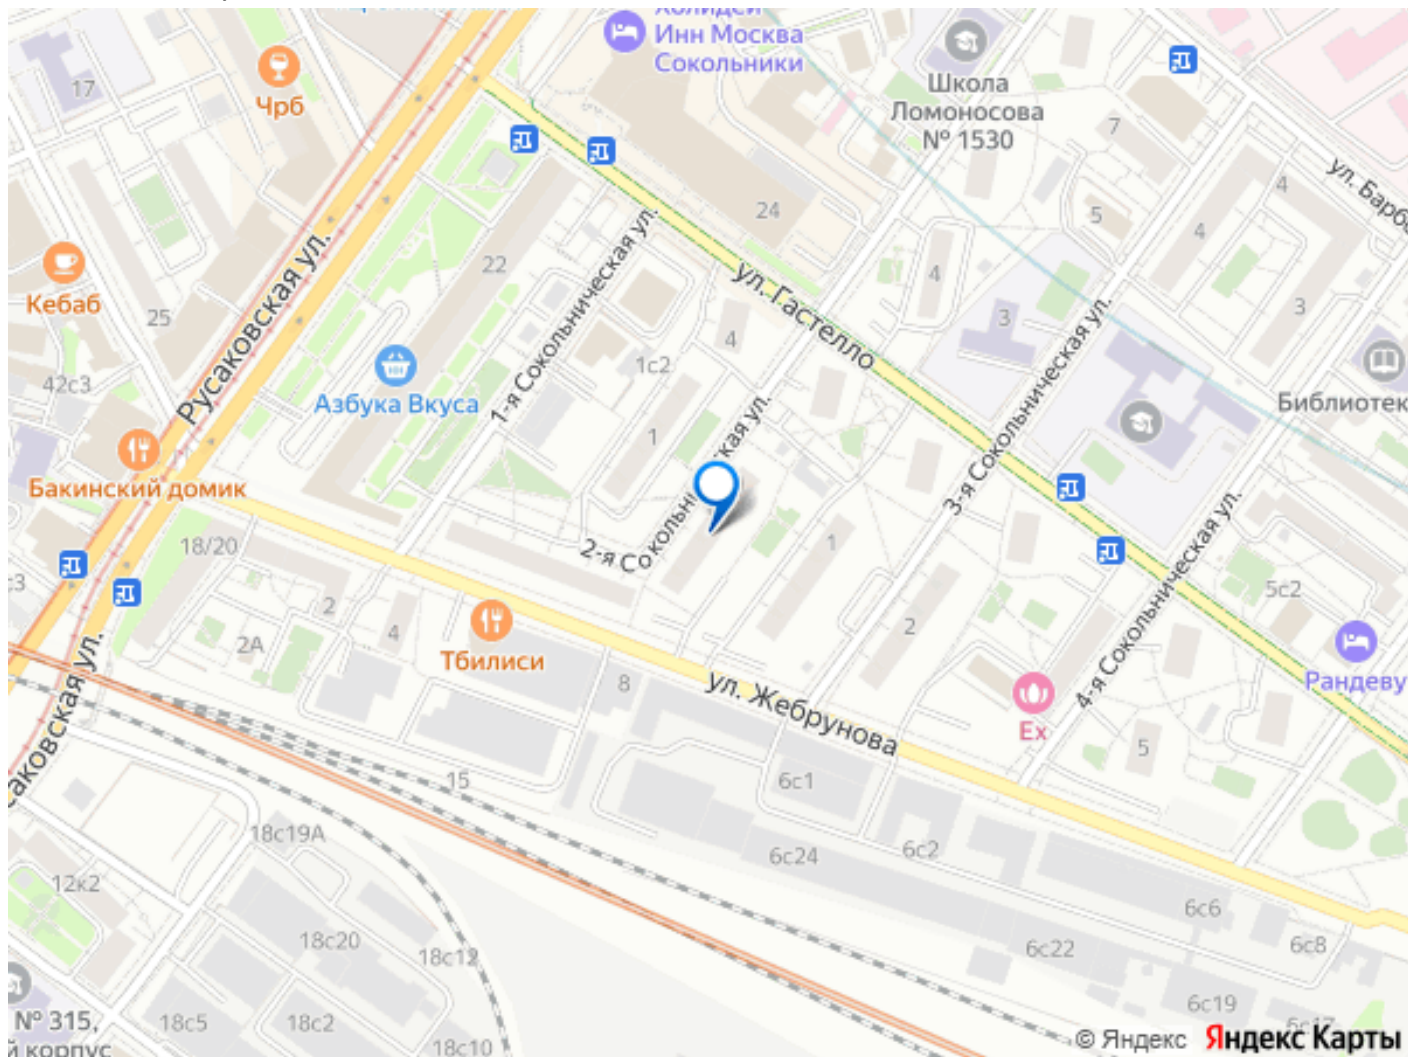 Холидей
Инн Москва
Сокольники
17
Чрб
Школа
Ломоносова
№ 1530
7
4
ул. Барбо
5
4
24
22
ул. Гастелло
4
3
3
Кебаб
25
Русаковская ул.
1-я Сокольническая ул.
4
1с2
42с3
Азбука Вкуса
3-я Сокольническая ул.
Библиотек
1
Бакинский домик
18/20
2-я Сокольническая ул.
1
4-я Сокольническая ул.
5с2
2
2А
4
2
Тбилиси
8
ул. Жебрунова
Рандеву
Ex
5
15
6с1
18с19А
6с24
6с2
12к2
6с6
18с20
18с12
6с22
6с8
№ 315,
й корпус
18с5
18с2
18с10
6с19
6с17
© Яндекс Яндекс Карты